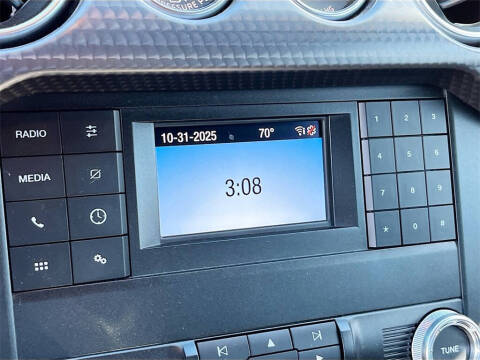 PRESSURE
RADIO
MEDIA
10-31-2025 70°
3:08
1 2 3
4 5 6
7 8 9
* 0 #
TUNE